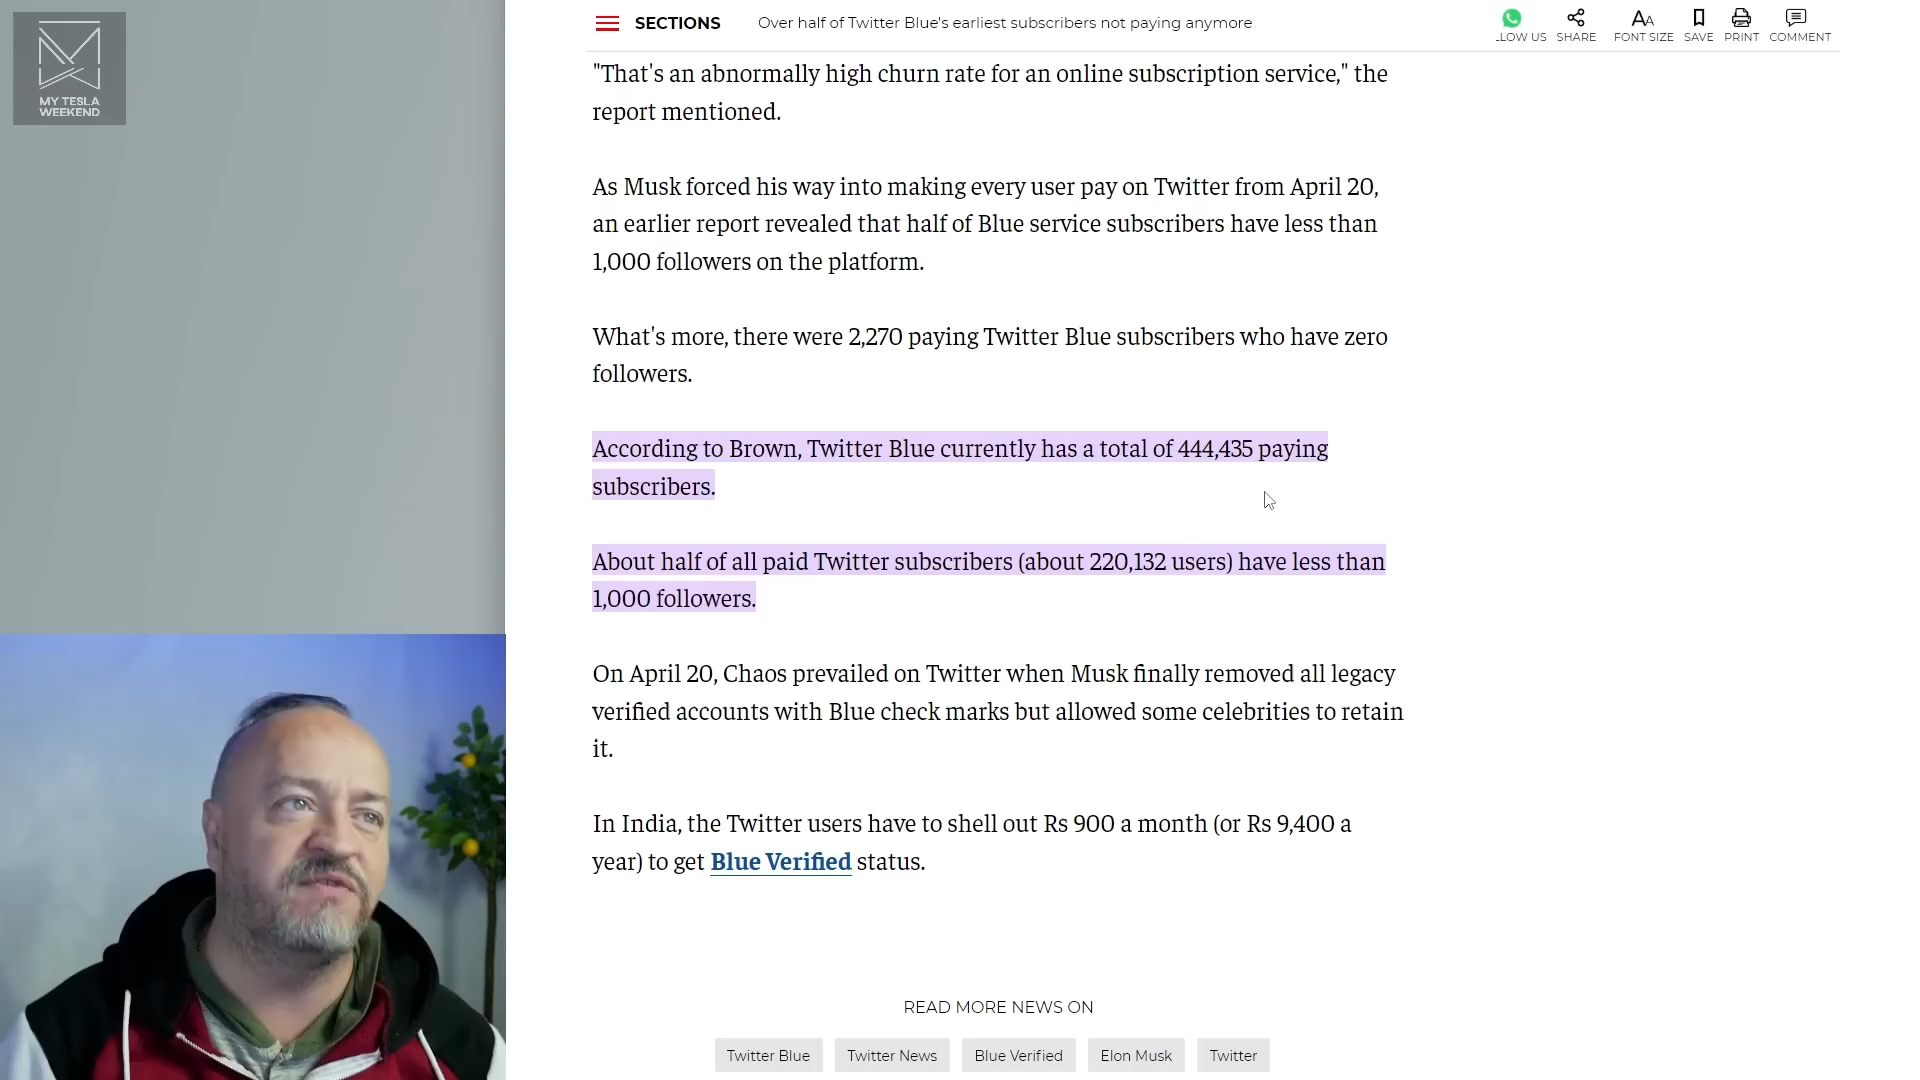 MY TESLA
WEEKEND
SECTIONS
Over half of Twitter Blue's earliest subscribers not paying anymore
LLOW US
SHARE
FONT SIZE
SAVE
PRINT
COMMENT
"That's an abnormally high churn rate for an online subscription service," the
report mentioned.
As Musk forced his way into making every user pay on Twitter from April 20,
an earlier report revealed that half of Blue service subscribers have less than
1,000 followers on the platform.
What's more, there were 2,270 paying Twitter Blue subscribers who have zero
followers.
According to Brown, Twitter Blue currently has a total of 444,435 paying
subscribers.
About half of all paid Twitter subscribers (about 220,132 users) have less than
1,000 followers.
On April 20, Chaos prevailed on Twitter when Musk finally removed all legacy
verified accounts with Blue check marks but allowed some celebrities to retain
it.
In India, the Twitter users have to shell out Rs 900 a month (or Rs 9,400 a
year) to get Blue Verified status.
READ MORE NEWS ON
Twitter Blue
Twitter News
Blue Verified
Elon Musk
Twitter